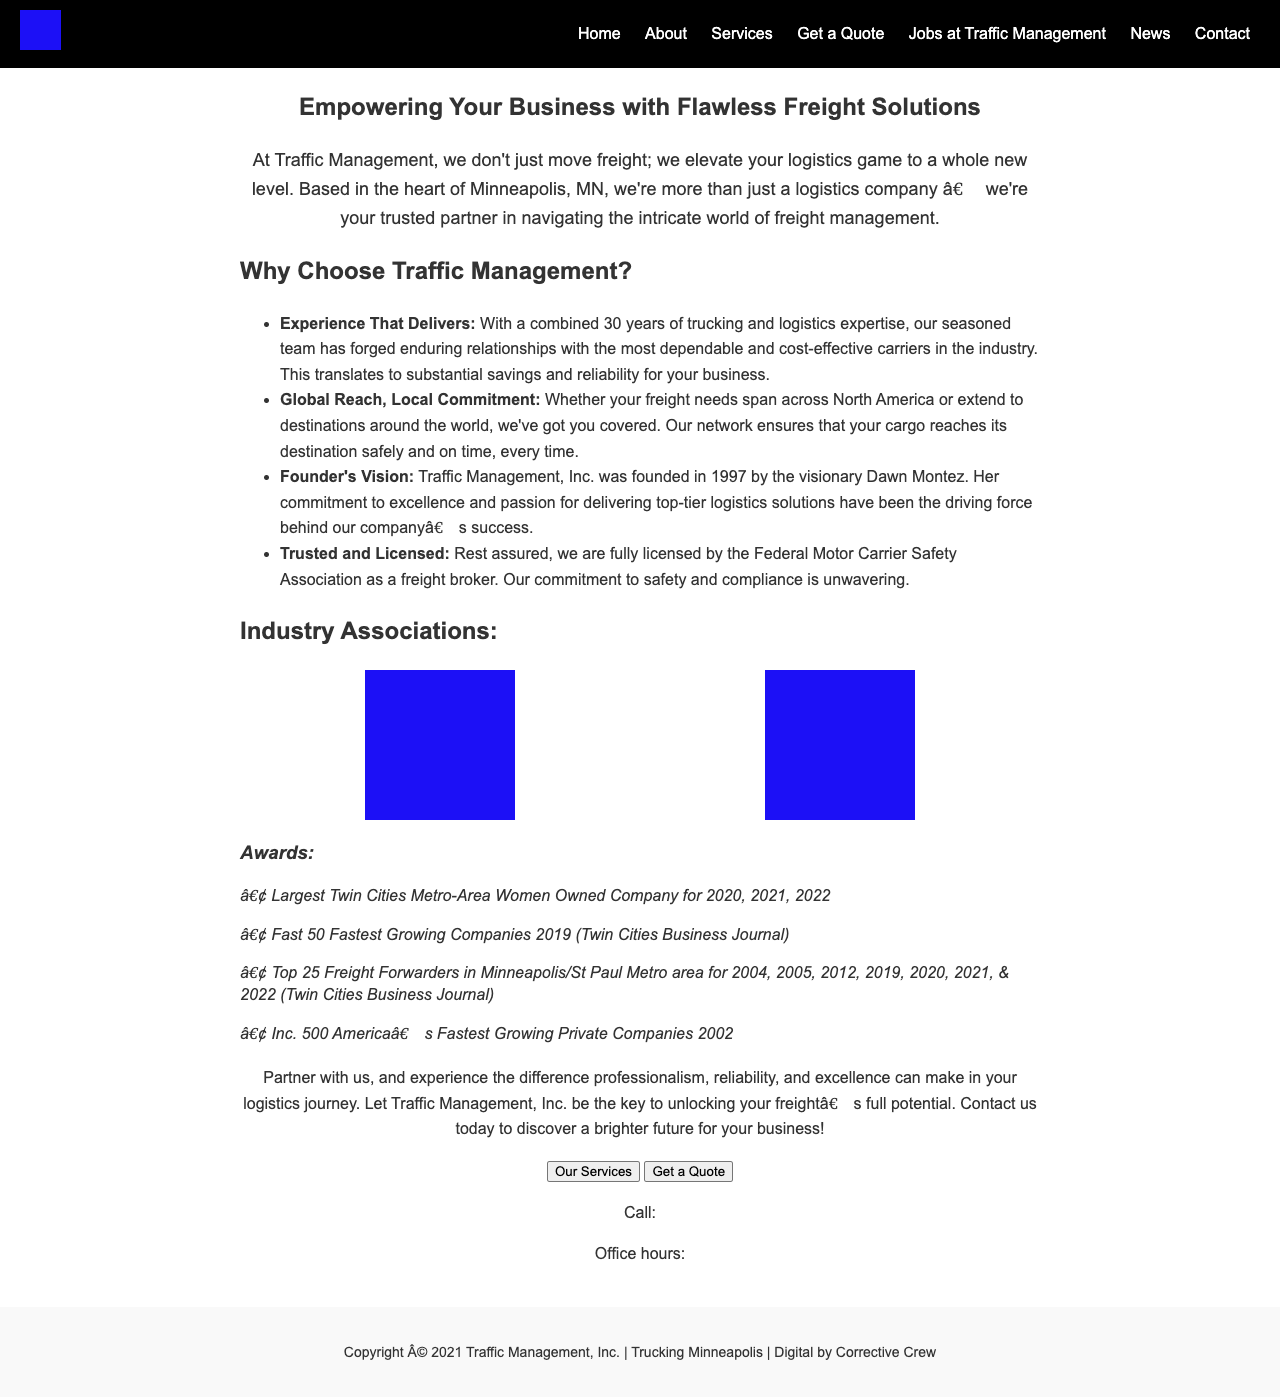 Home About Services Get a Quote Jobs at Traffic Management News Contact
Empowering Your Business with Flawless Freight Solutions
At Traffic Management, we don't just move freight; we elevate your logistics game to a whole new
level. Based in the heart of Minneapolis, MN, we're more than just a logistics company â€ we're
your trusted partner in navigating the intricate world of freight management.
Why Choose Traffic Management?
• Experience That Delivers: With a combined 30 years of trucking and logistics expertise, our seasoned
team has forged enduring relationships with the most dependable and cost-effective carriers in the industry.
This translates to substantial savings and reliability for your business.
• Global Reach, Local Commitment: Whether your freight needs span across North America or extend to
destinations around the world, we've got you covered. Our network ensures that your cargo reaches its
destination safely and on time, every time.
• Founder's Vision: Traffic Management, Inc. was founded in 1997 by the visionary Dawn Montez. Her
commitment to excellence and passion for delivering top-tier logistics solutions have been the driving force
behind our companyâ€ s success.
• Trusted and Licensed: Rest assured, we are fully licensed by the Federal Motor Carrier Safety
Association as a freight broker. Our commitment to safety and compliance is unwavering.
Industry Associations:
Awards:
â€¢ Largest Twin Cities Metro-Area Women Owned Company for 2020, 2021, 2022
â€¢ Fast 50 Fastest Growing Companies 2019 (Twin Cities Business Journal)
â€¢ Top 25 Freight Forwarders in Minneapolis/St Paul Metro area for 2004, 2005, 2012, 2019, 2020, 2021, &
2022 (Twin Cities Business Journal)
â€¢ Inc. 500 Americaâ€ s Fastest Growing Private Companies 2002
Partner with us, and experience the difference professionalism, reliability, and excellence can make in your
logistics journey. Let Traffic Management, Inc. be the key to unlocking your freightâ€ s full potential. Contact us
today to discover a brighter future for your business!
Our Services Get a Quote
Call:
Office hours:
Copyright Â© 2021 Traffic Management, Inc. | Trucking Minneapolis | Digital by Corrective Crew